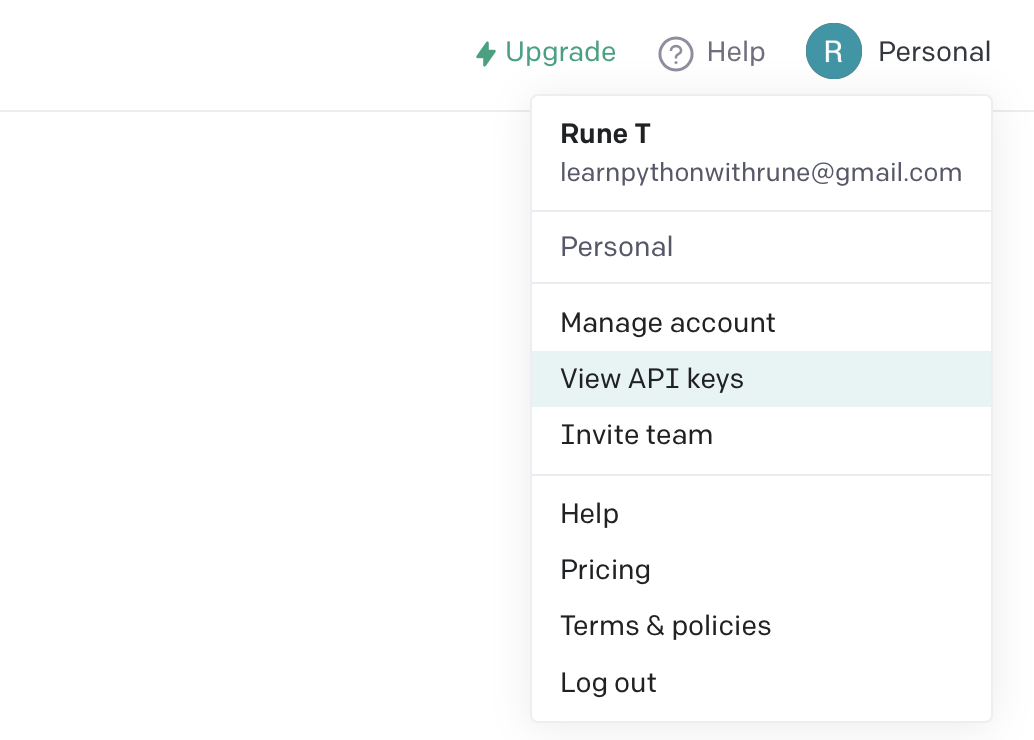 Upgrade ? Help R Personal
Rune T
learnpythonwithrune@gmail.com
Personal
Manage account
View API keys
Invite team
Help
Pricing
Terms & policies
Log out